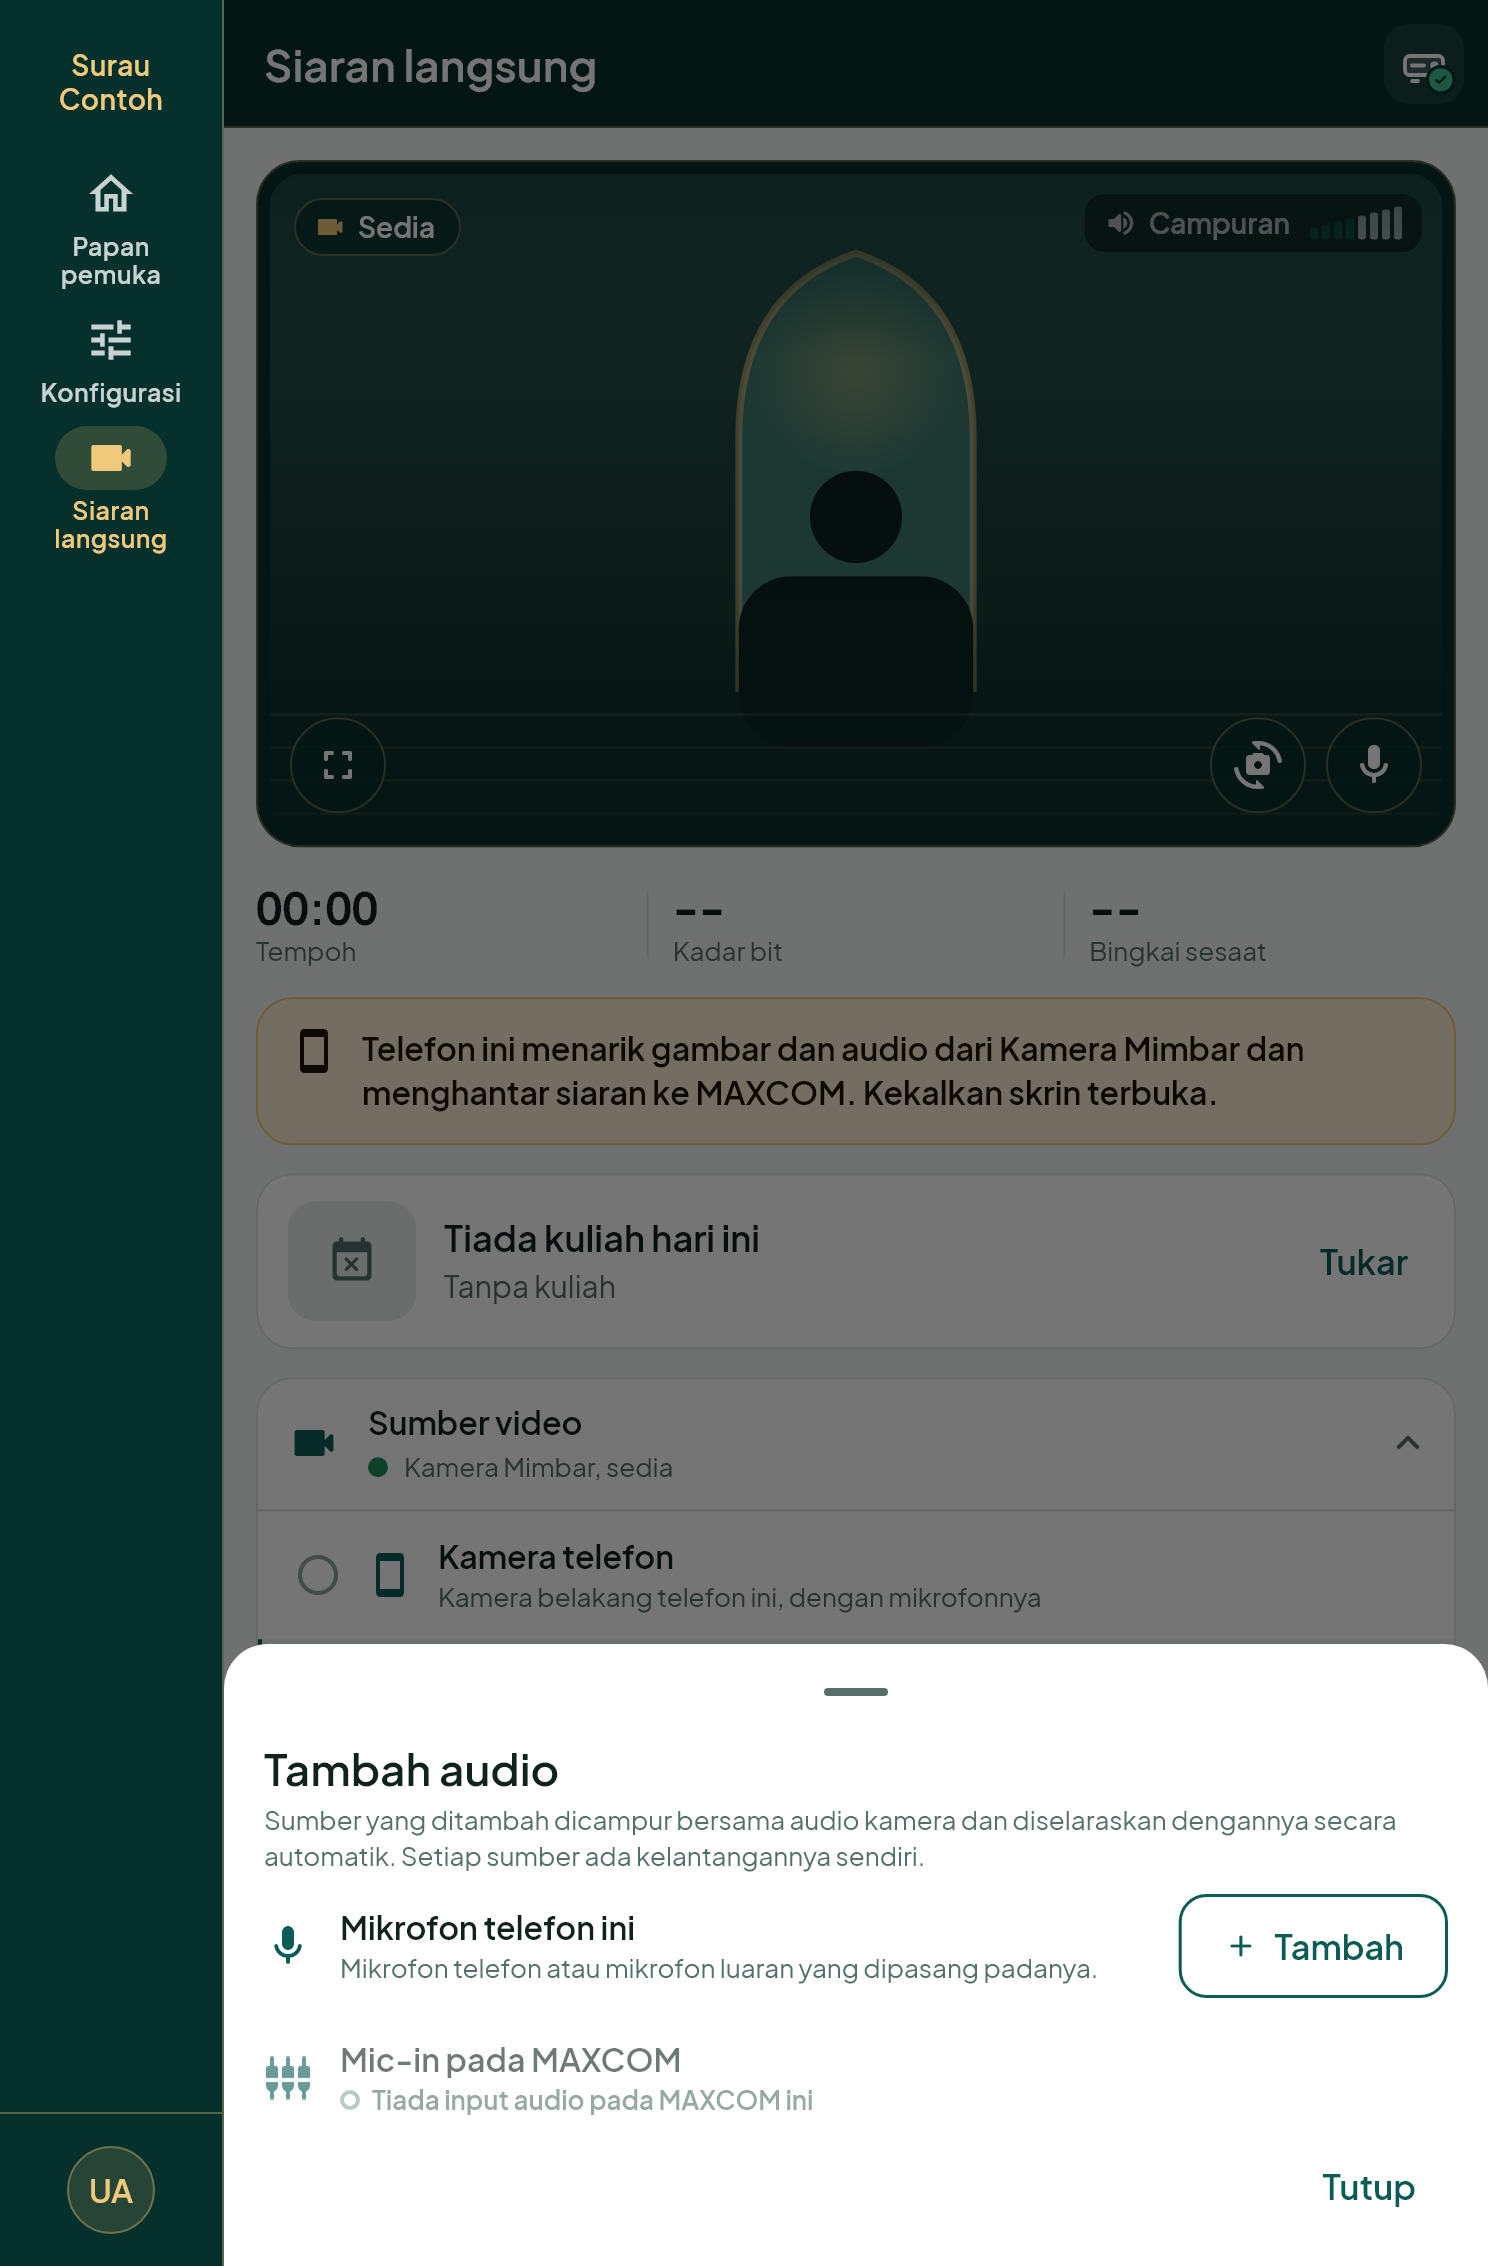 Surau
Contoh
Papan
pemuka
Konfigurasi
Siaran
langsung
UA
Siaran langsung
Sedia
Campuran
00:00
Tempoh
--
Kadar bit
--
Bingkai sesaat
Telefon ini menarik gambar dan audio dari Kamera Mimbar dan
menghantar siaran ke MAXCOM. Kekalkan skrin terbuka.
Tiada kuliah hari ini
Tanpa kuliah
Tukar
Sumber video
Kamera Mimbar, sedia
Kamera telefon
Kamera belakang telefon ini, dengan mikrofonnya
Tambah audio
Sumber yang ditambah dicampur bersama audio kamera dan diselaraskan dengannya secara
automatik. Setiap sumber ada kelantangannya sendiri.
Mikrofon telefon ini
Mikrofon telefon atau mikrofon luaran yang dipasang padanya.
+ Tambah
Mic-in pada MAXCOM
Tiada input audio pada MAXCOM ini
Tutup